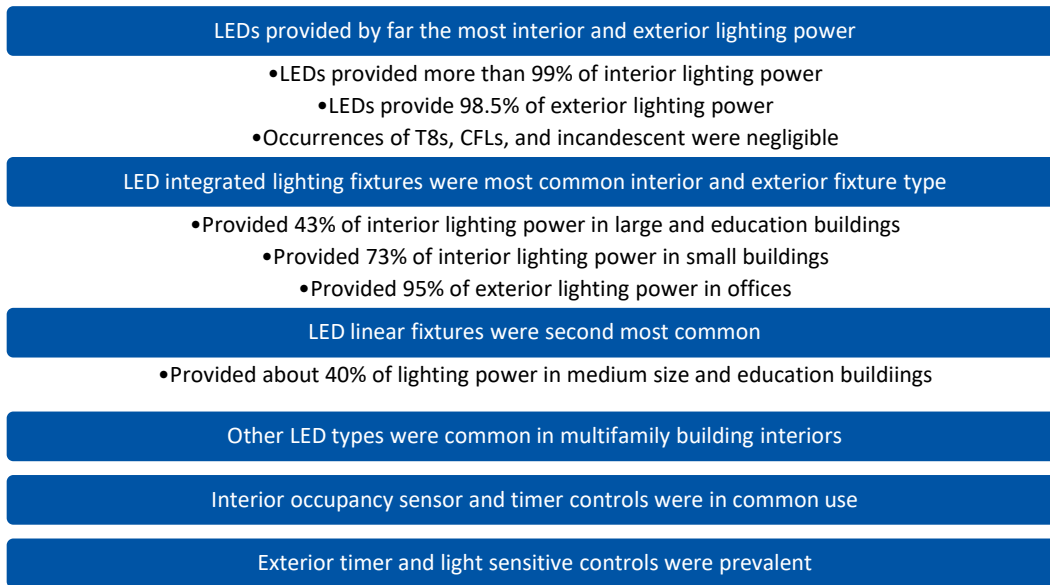 LEDs provided by far the most interior and exterior lighting power
•LEDs provided more than 99% of interior lighting power
•LEDs provide 98.5% of exterior lighting power
•Occurrences of T8s, CFLs, and incandescent were negligible
LED integrated lighting fixtures were most common interior and exterior fixture type
•Provided 43% of interior lighting power in large and education buildings
•Provided 73% of interior lighting power in small buildings
•Provided 95% of exterior lighting power in offices
LED linear fixtures were second most common
•Provided about 40% of lighting power in medium size and education buildiings
Other LED types were common in multifamily building interiors
Interior occupancy sensor and timer controls were in common use
Exterior timer and light sensitive controls were prevalent